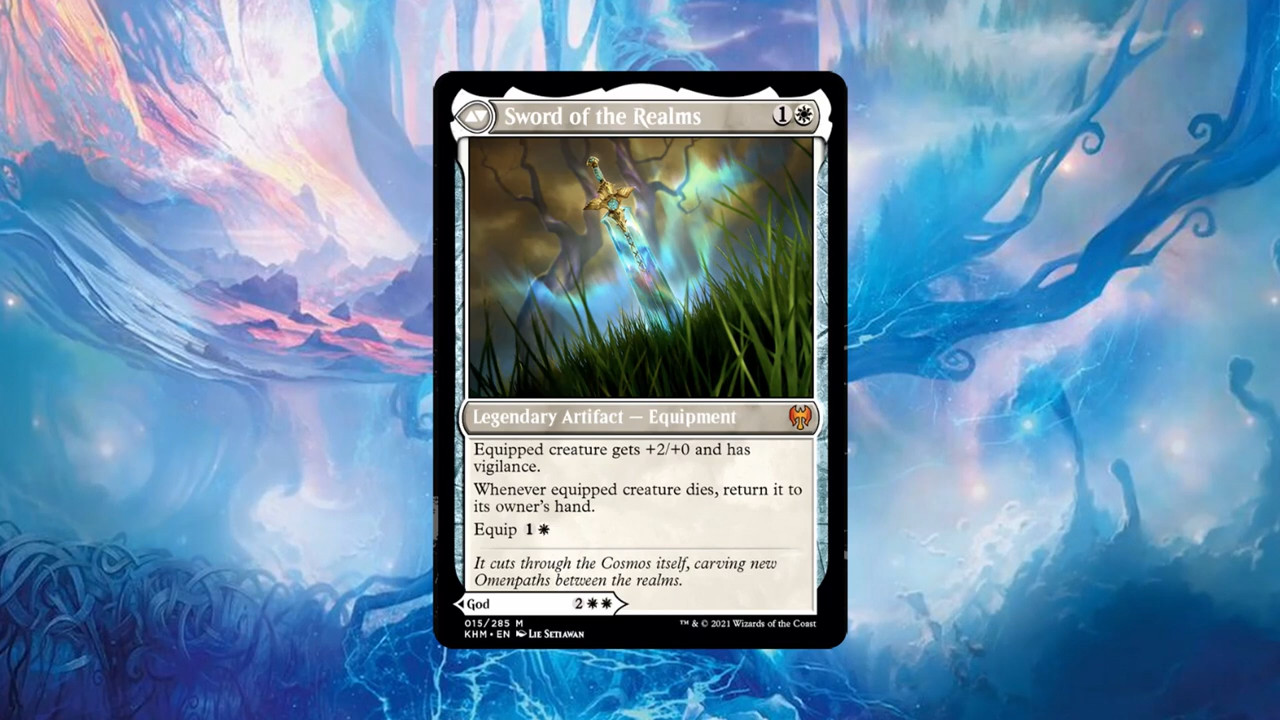 Sword of the Realms 1
Legendary Artifact — Equipment
Equipped creature gets +2/+0 and has
vigilance.
Whenever equipped creature dies, return it to
its owner's hand.
Equip 1
It cuts through the Cosmos itself, carving new
Omenpaths between the realms.
God 2
015/285 M
KHM • EN Lie Setiawan
™ & © 2021 Wizards of the Coast